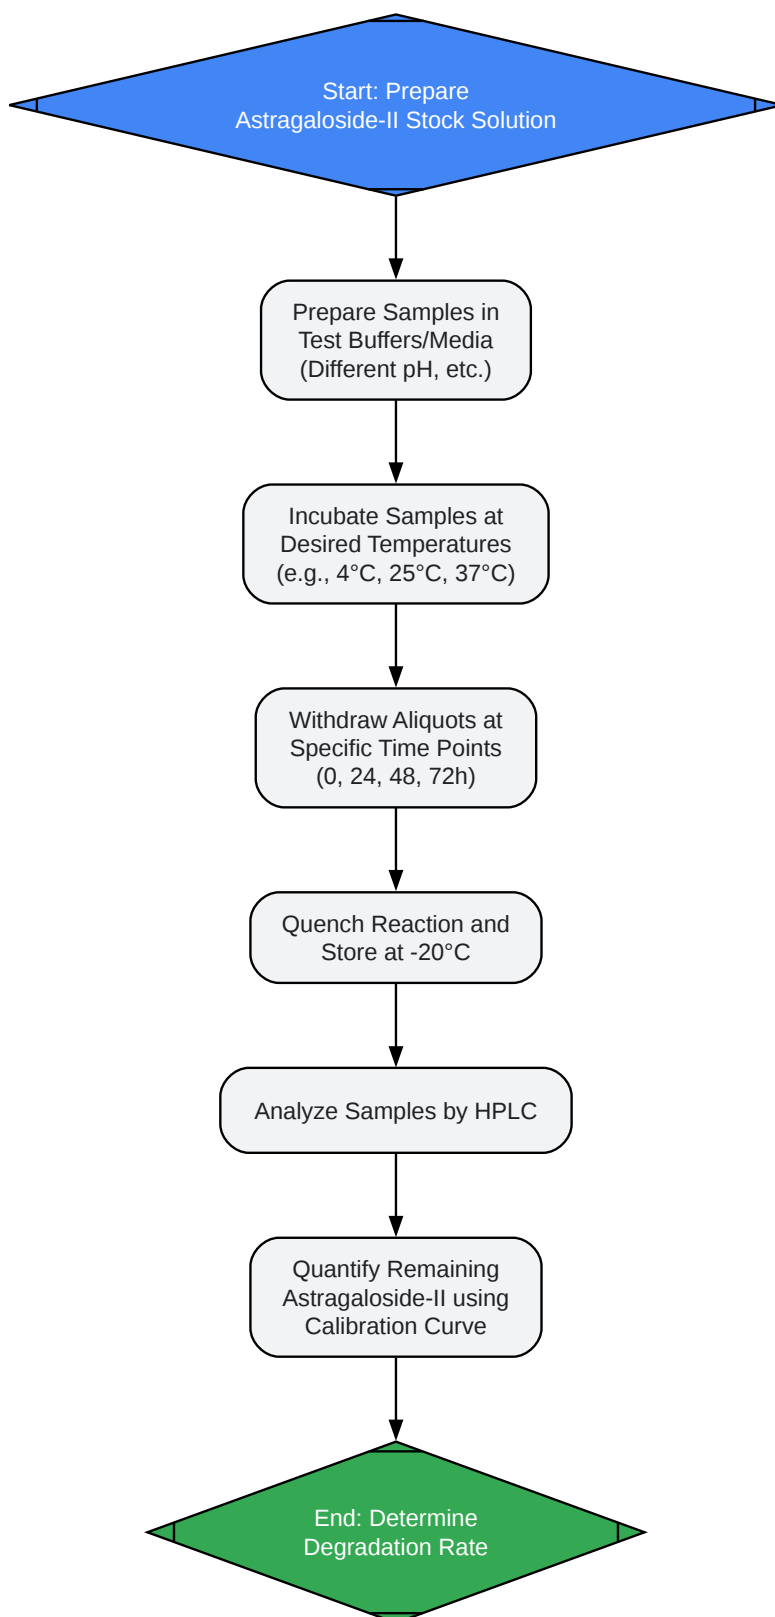 Start: Prepare
Astragaloside-II Stock Solution
Prepare Samples in
Test Buffers/Media
(Different pH, etc.)
Incubate Samples at
Desired Temperatures
(e.g., 4°C, 25°C, 37°C)
Withdraw Aliquots at
Specific Time Points
(0, 24, 48, 72h)
Quench Reaction and
Store at -20°C
Analyze Samples by HPLC
Quantify Remaining
Astragaloside-II using
Calibration Curve
End: Determine
Degradation Rate